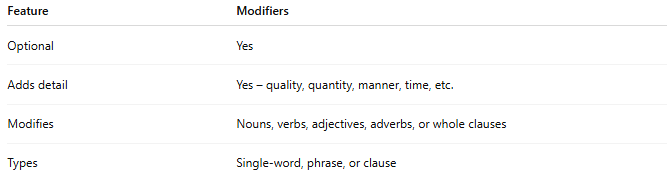 Feature Modifiers
Optional Yes
Adds detail Yes – quality, quantity, manner, time, etc.
Modifies Nouns, verbs, adjectives, adverbs, or whole clauses
Types Single-word, phrase, or clause